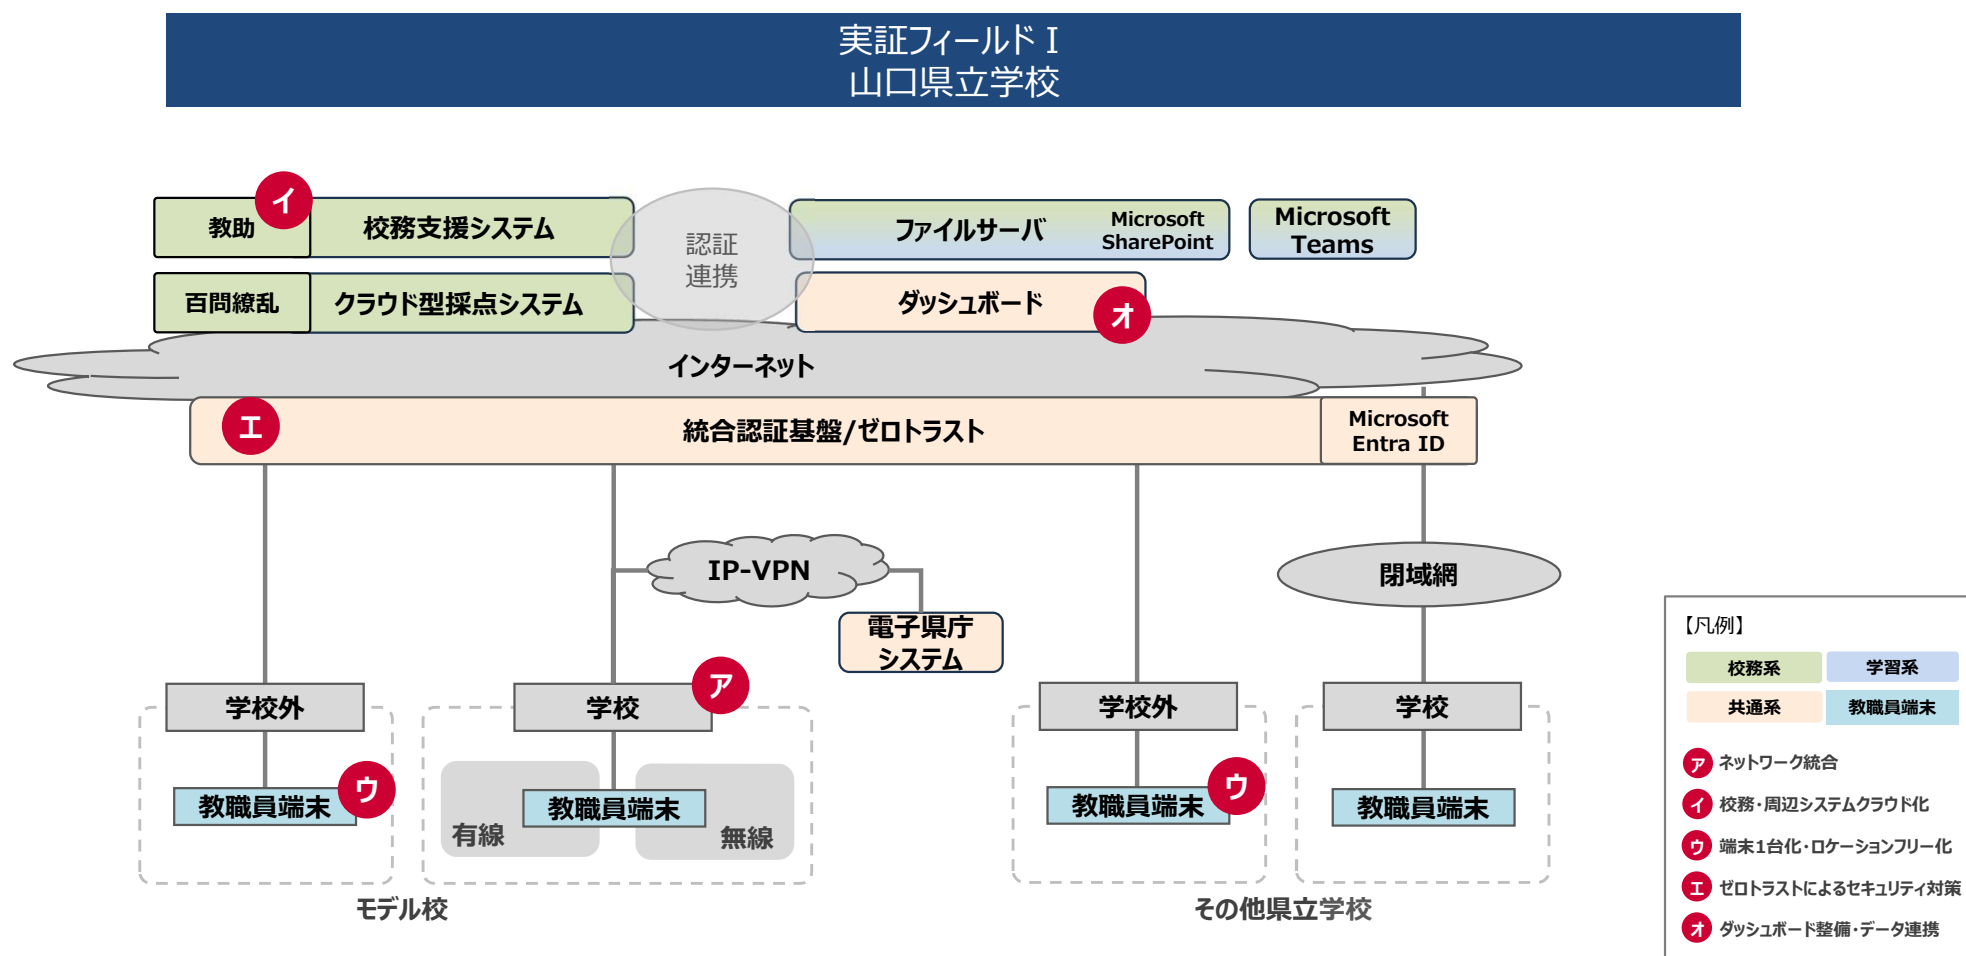 実証フィールドⅠ
山口県立学校
教助
イ
校務支援システム
認証
連携
ファイルサーバ
Microsoft
SharePoint
Microsoft
Teams
百問繚乱
クラウド型採点システム
ダッシュボード
オ
インターネット
エ
統合認証基盤/ゼロトラスト
Microsoft
Entra ID
IP-VPN
閉域網
電子県庁
システム
学校外
学校
ア
学校外
学校
教職員端末
ウ
教職員端末
有線
無線
教職員端末
ウ
教職員端末
モデル校
その他県立学校
【凡例】
校務系
学習系
共通系
教職員端末
ア ネットワーク統合
イ 校務・周辺システムクラウド化
ウ 端末1台化・ロケーションフリー化
エ ゼロトラストによるセキュリティ対策
オ ダッシュボード整備・データ連携